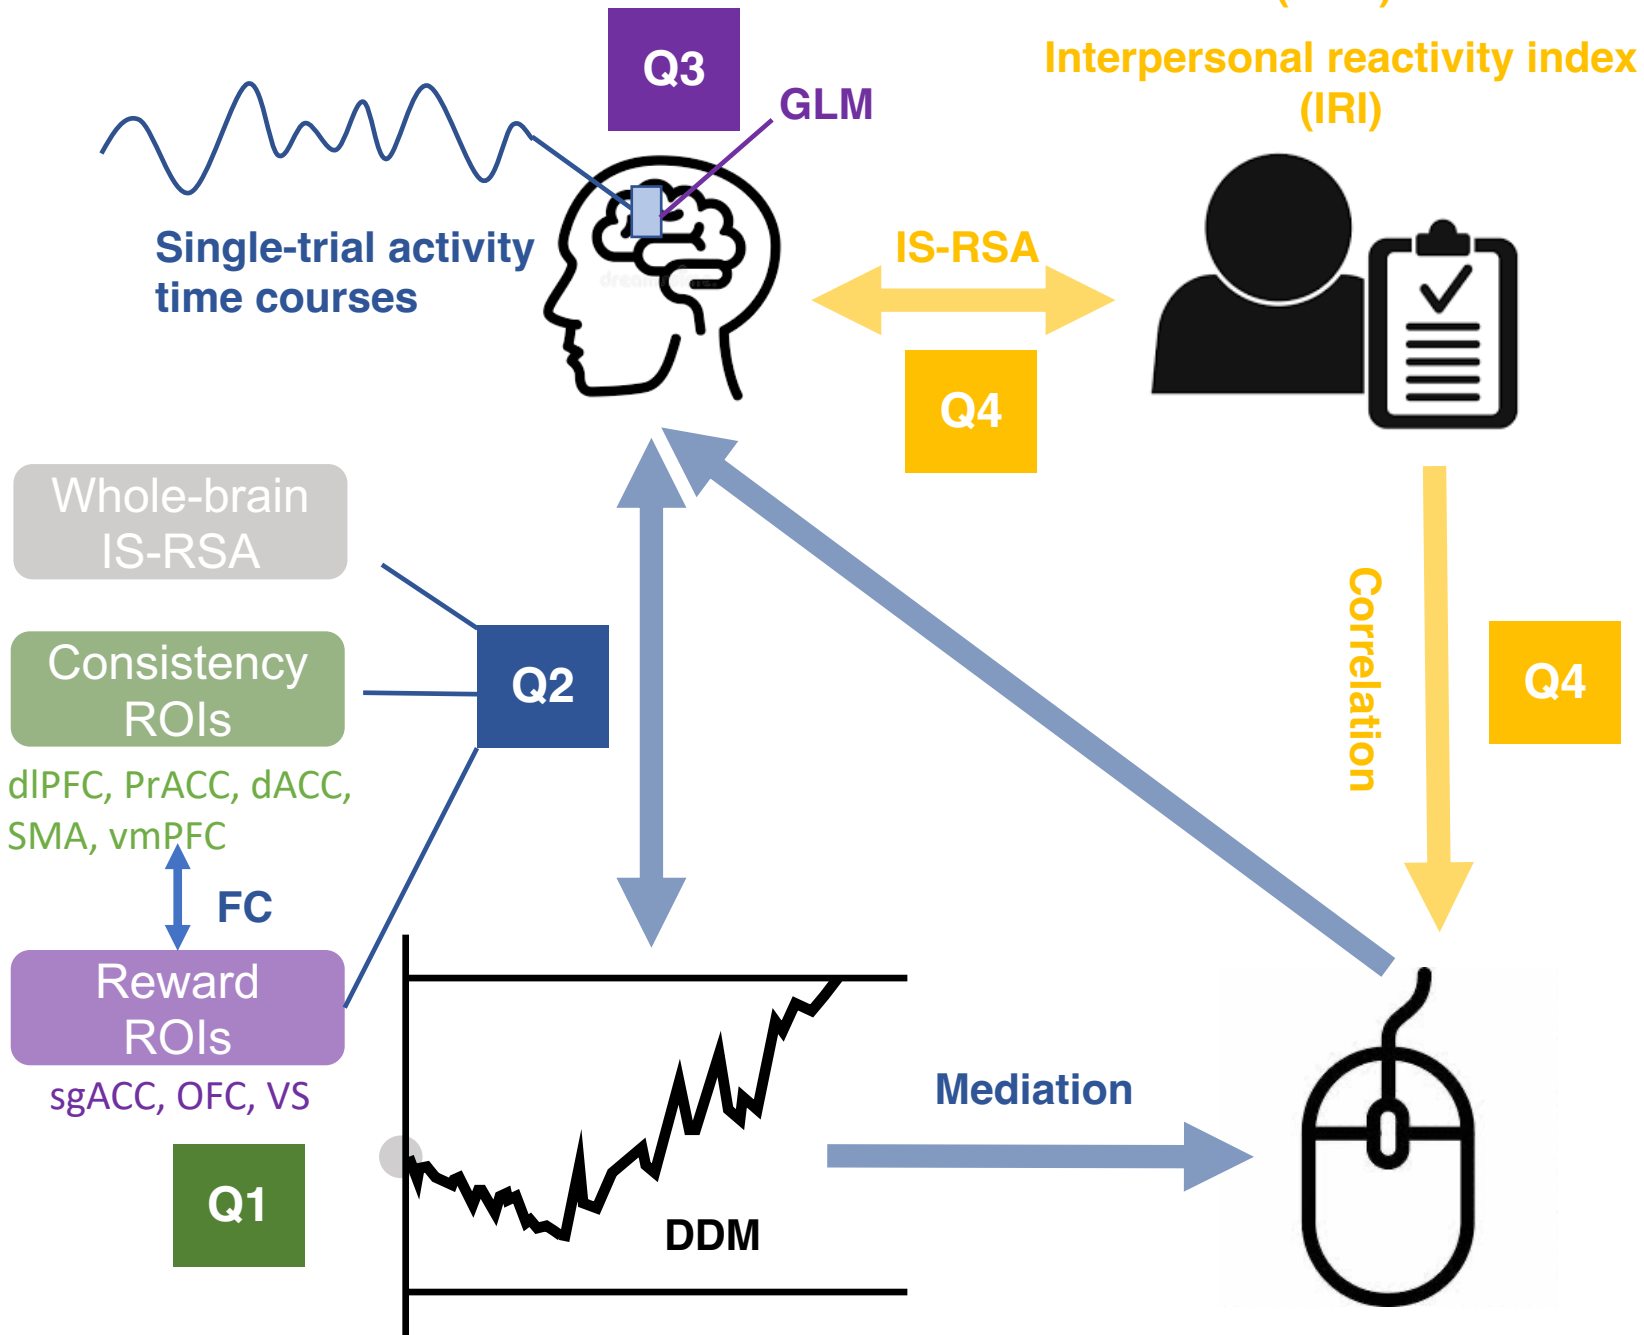 Q3
GLM
Interpersonal reactivity index
(IRI)
Single-trial activity
time courses
IS-RSA
Q4
Whole-brain
IS-RSA
Consistency
ROIs
dlPFC, PrACC, dACC,
SMA, vmPFC
FC
Reward
ROIs
sgACC, OFC, VS
Q2
Correlation
Q4
Q1
Mediation
DDM